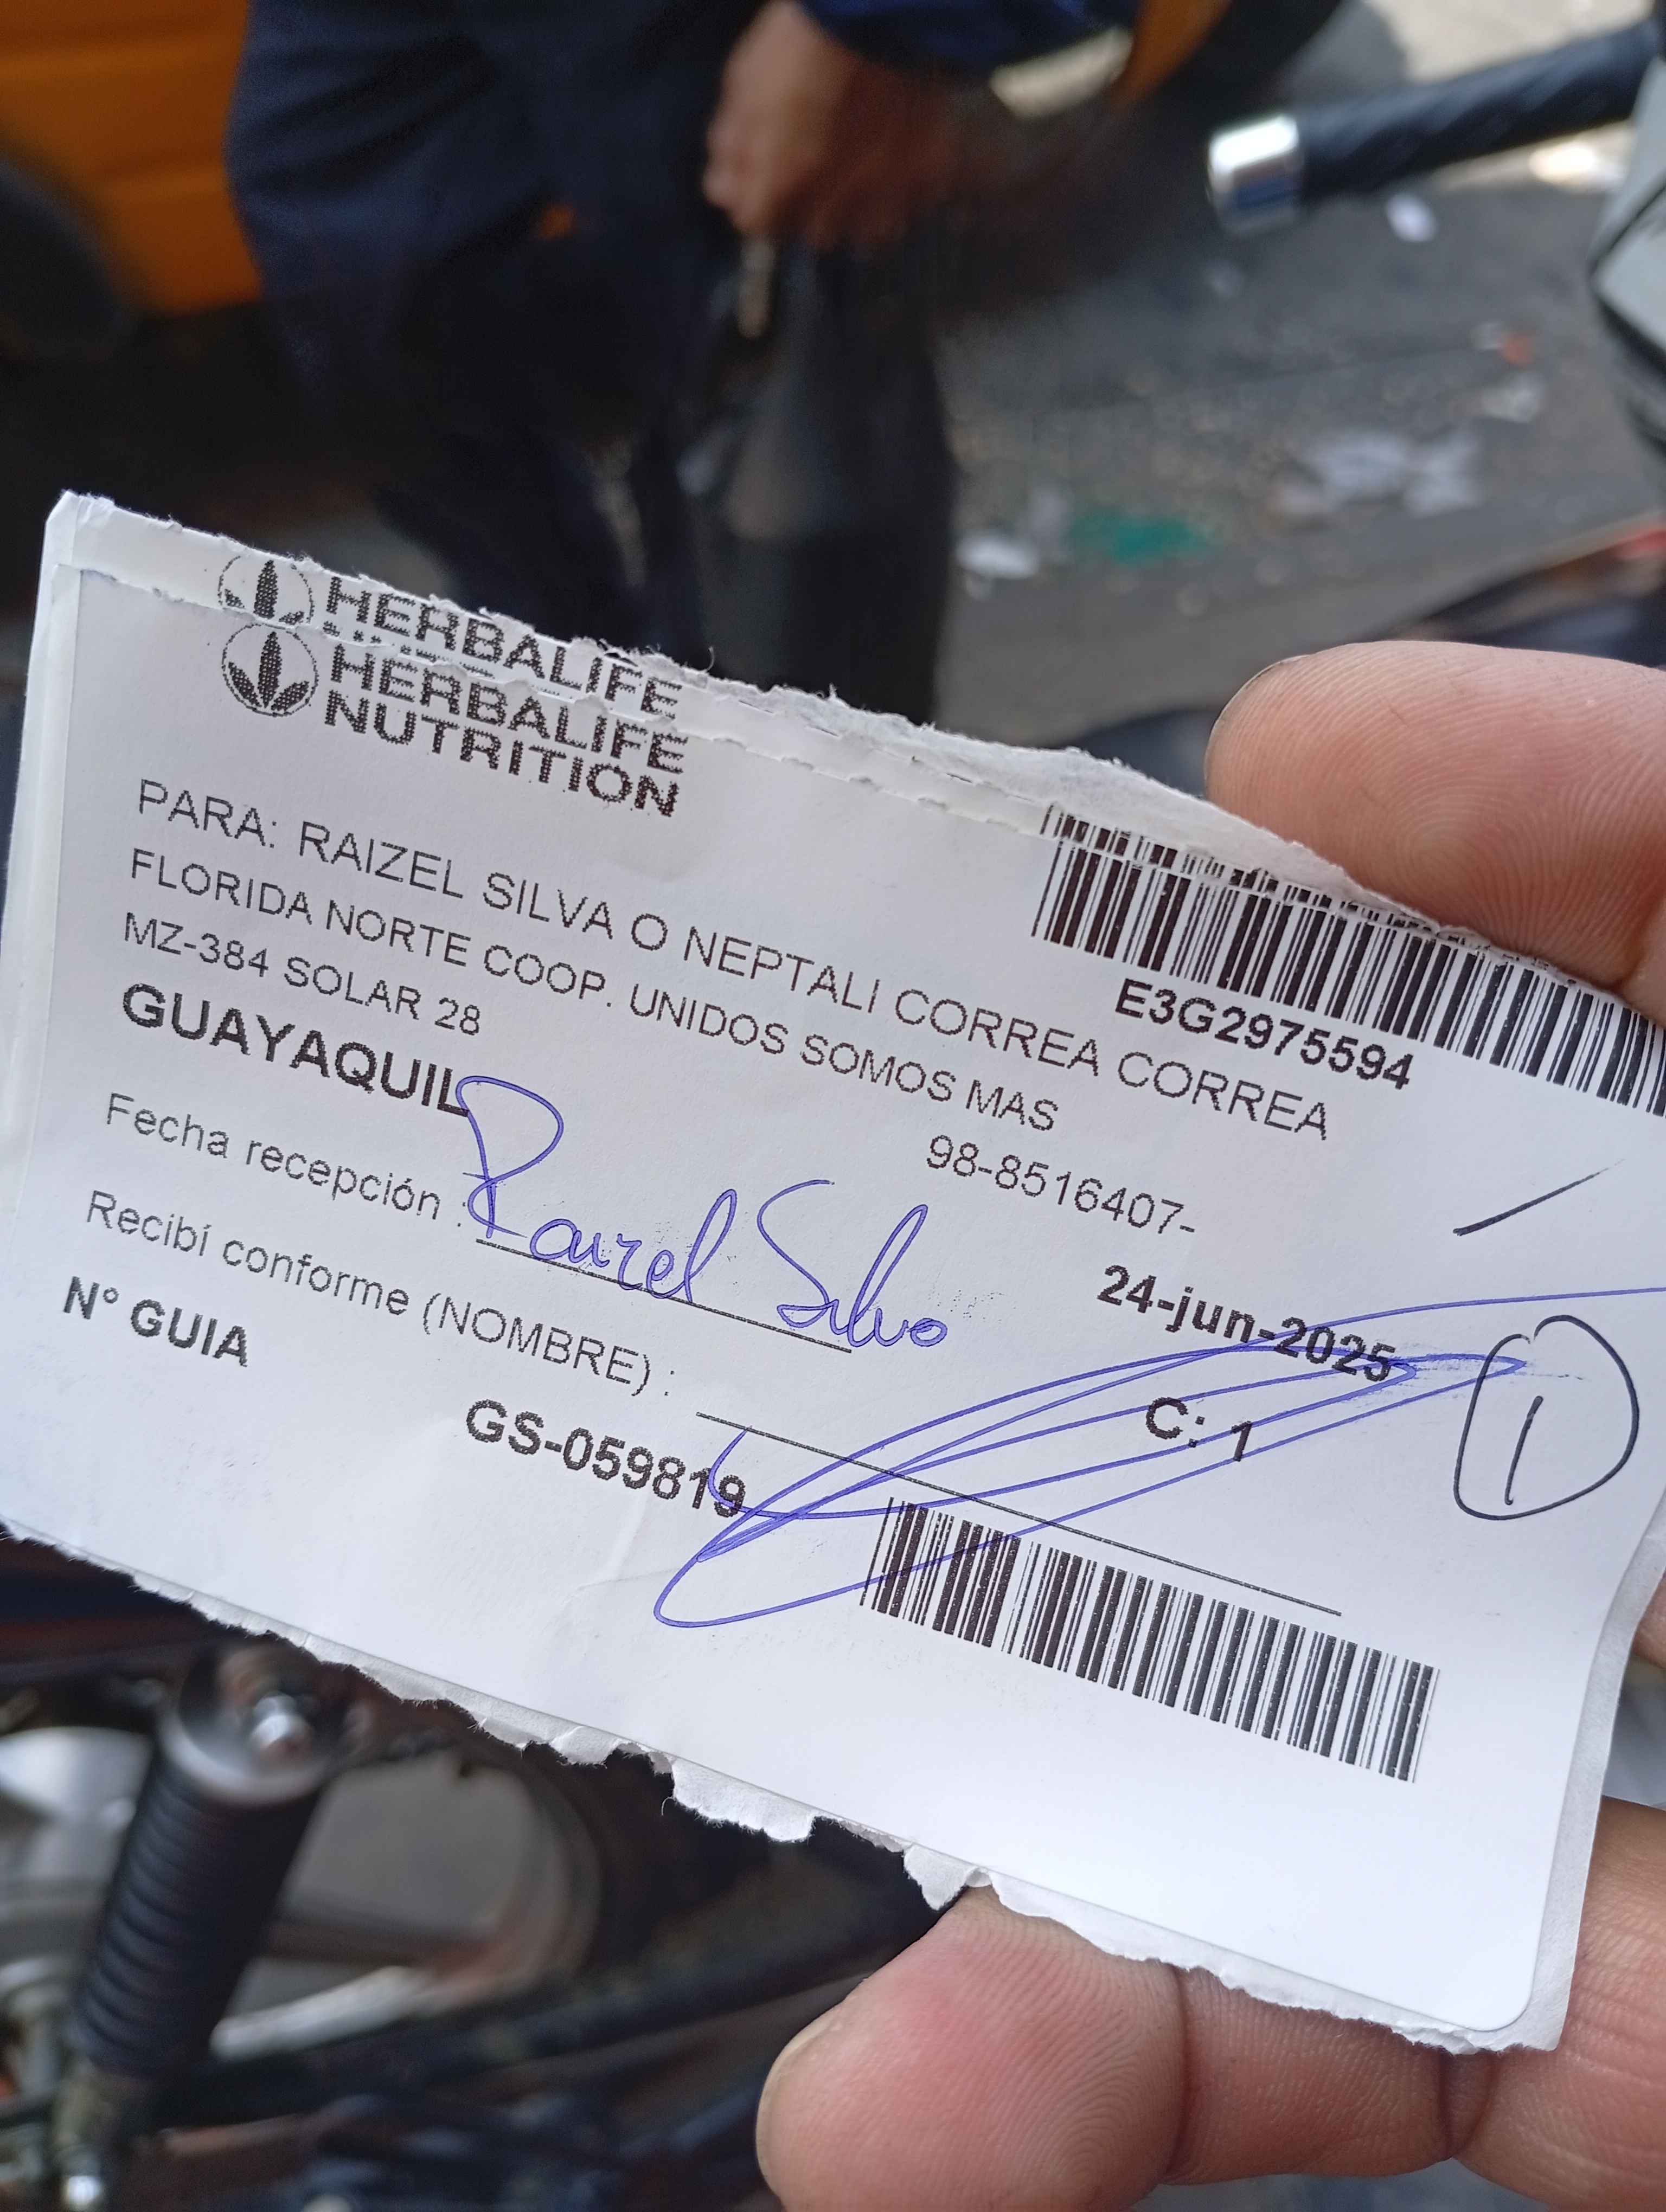 HERBALIFE
HERBALIFE
NUTRITION
E3G2975594
PARA: RAIZEL SILVA O NEPTALI CORREA CORREA
FLORIDA NORTE COOP. UNIDOS SOMOS MAS
MZ-384 SOLAR 28
98-8516407-
GUAYAQUIL
24-jun-2025
Fecha recepción : Raizel Silva
Recibí conforme (NOMBRE) :
C: 1
1
N° GUIA
GS-059819